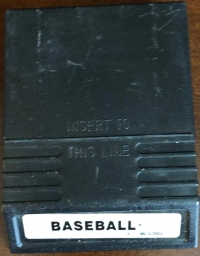 INSERT TO
THIS LINE
BASEBALL